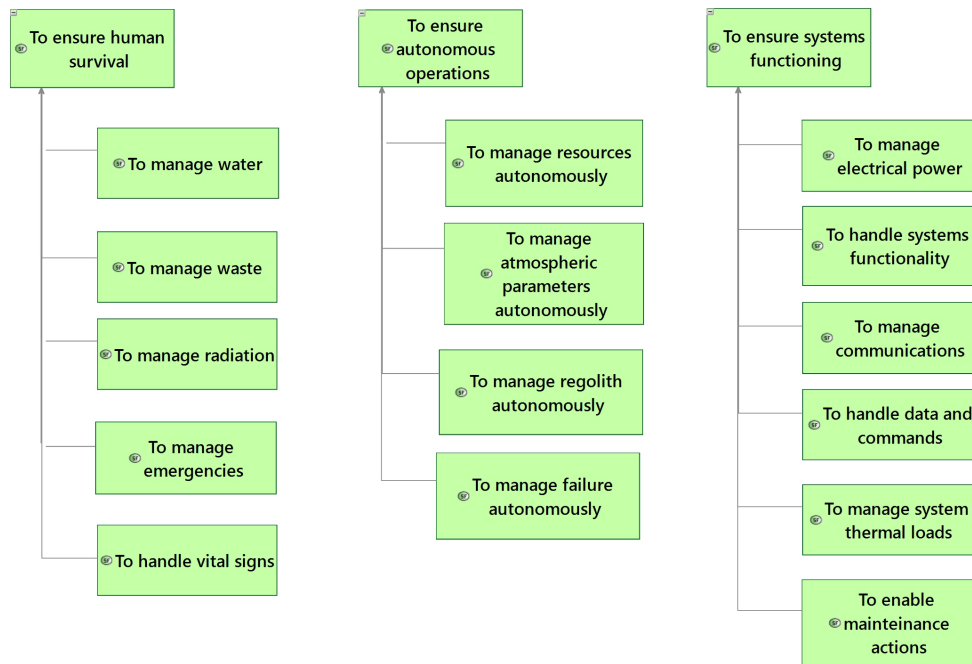 To ensure human
survival
To manage water
To manage waste
To manage radiation
To manage
emergencies
To handle vital signs
To ensure
autonomous
operations
To manage resources
autonomously
To manage
atmospheric
parameters
autonomously
To manage regolith
autonomously
To manage failure
autonomously
To ensure systems
functioning
To manage
electrical power
To handle systems
functionality
To manage
communications
To handle data and
commands
To manage system
thermal loads
To enable
mainteinance
actions